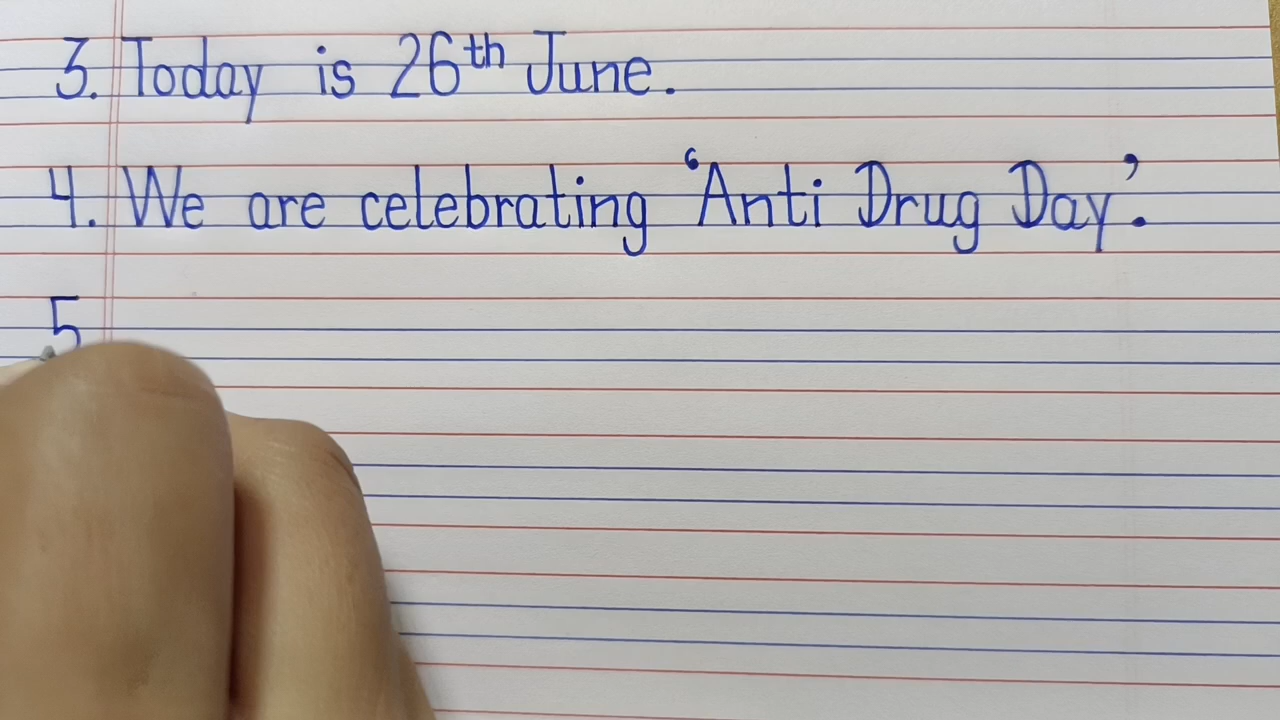 3. Today is 26th June.
4. We are celebrating ‘Anti Drug Day’.
5